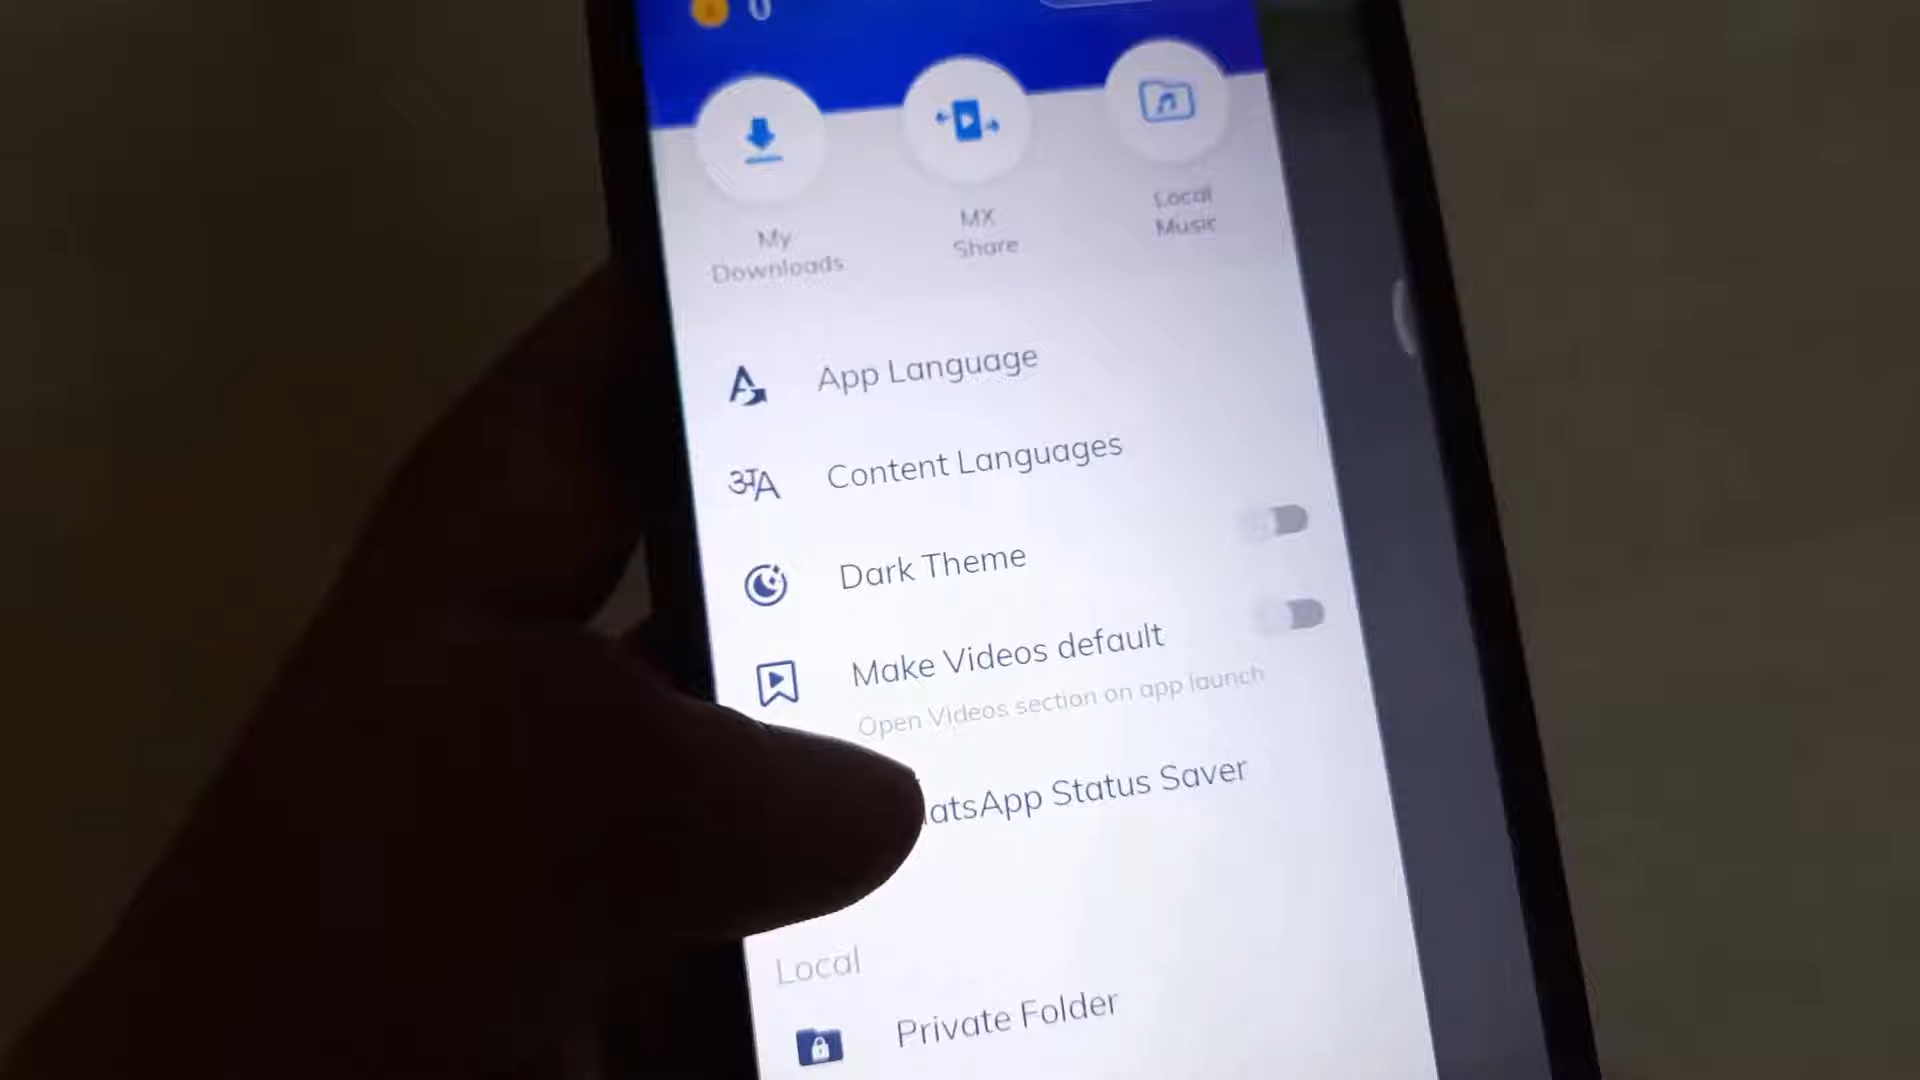 0
My
Downloads
MX
Share
Local
Music
App Language
Content Languages
Dark Theme
Make Videos default
Open Videos section on app launch
atsApp Status Saver
Local
Private Folder